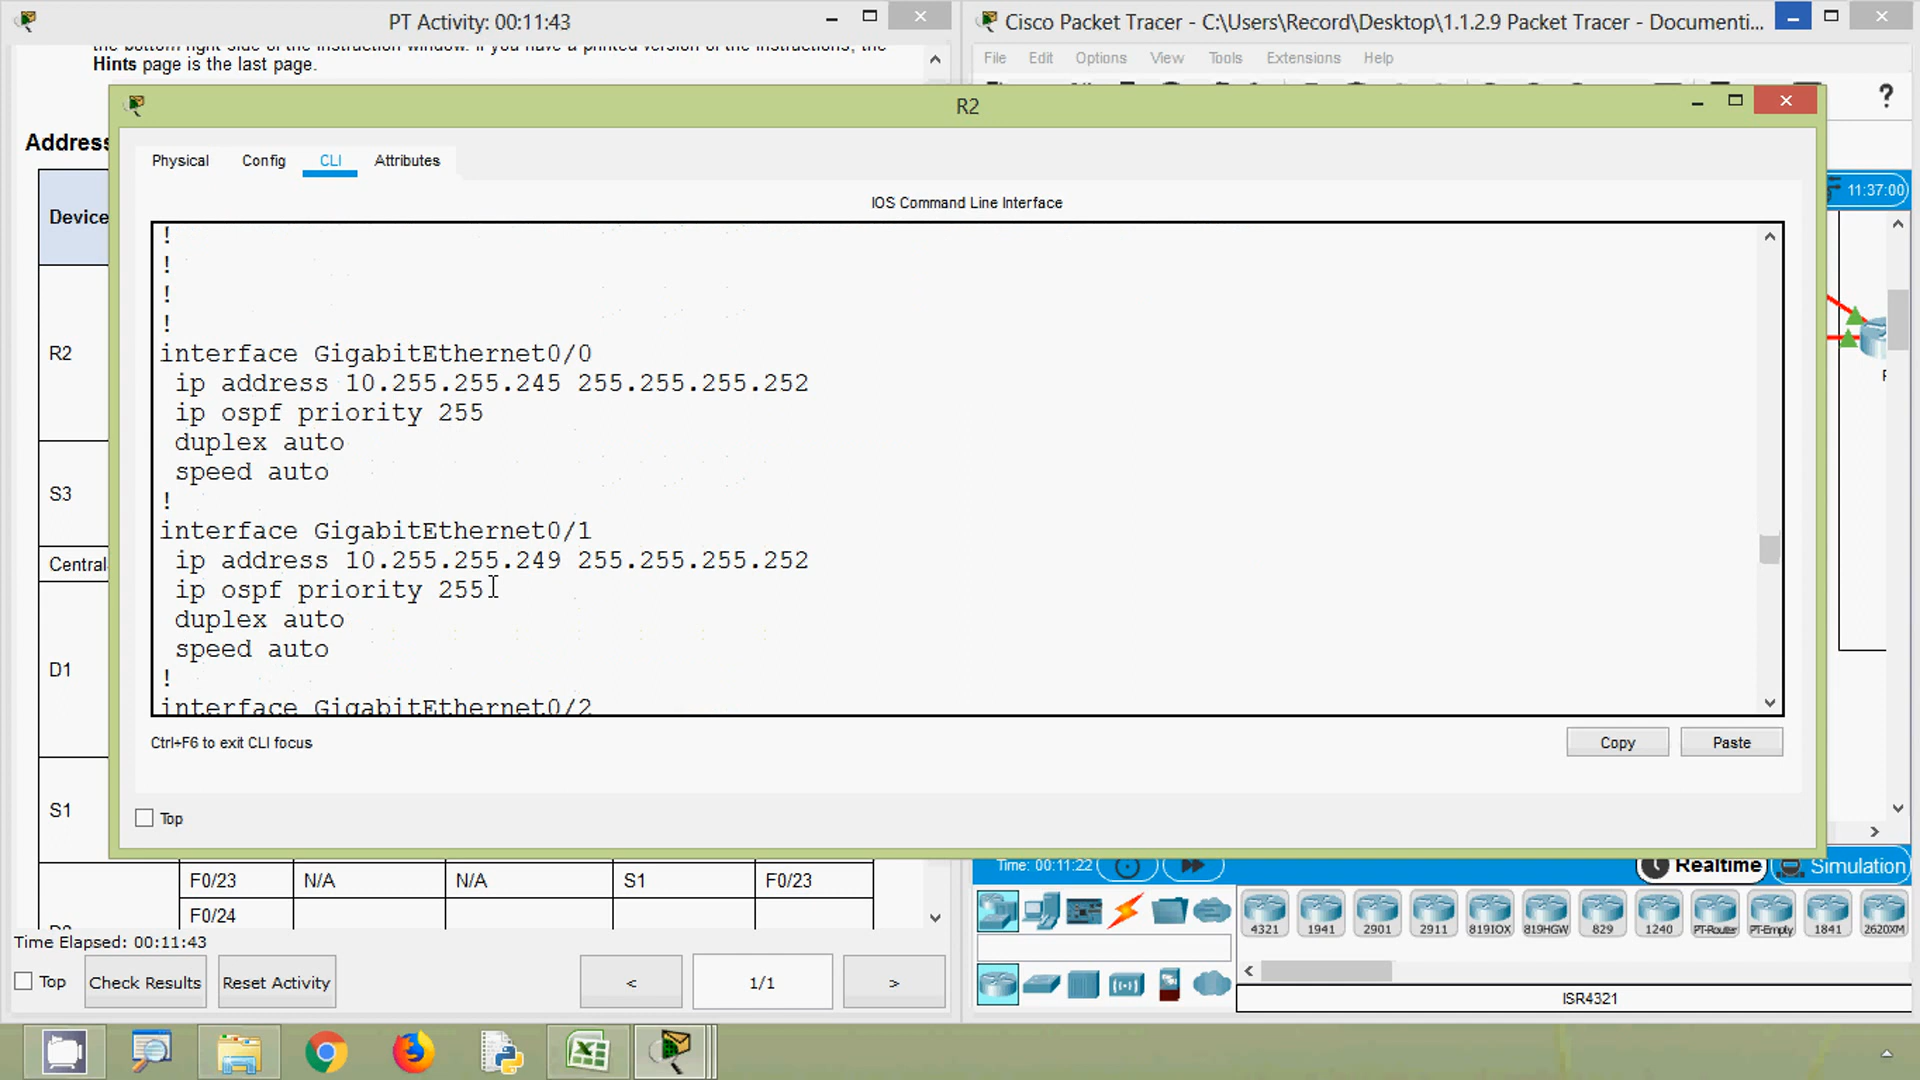 PT Activity: 00:11:43
Cisco Packet Tracer - C:\Users\Record\Desktop\1.1.2.9 Packet Tracer - Documenti...
Hints page is the last page.
File Edit Options View Tools Extensions Help
R2
Address
Physical Config CLI Attributes
11:37:00
IOS Command Line Interface
Device
!
!
!
!
interface GigabitEthernet0/0
ip address 10.255.255.245 255.255.255.252
ip ospf priority 255
duplex auto
speed auto
!
interface GigabitEthernet0/1
ip address 10.255.255.249 255.255.255.252
ip ospf priority 255
duplex auto
speed auto
!
interface GigabitEthernet0/2
R2
S3
Central
D1
S1
Ctrl+F6 to exit CLI focus
Copy Paste
Top
F0/23 N/A N/A S1 F0/23
F0/24
Time Elapsed: 00:11:43
Top Check Results Reset Activity < 1/1 >
Time: 00:11:22
Realtime Simulation
4321 1941 2901 2911 819IOX 819HGW 829 1240 PT-Router PT-Empty 1841 2620XM
ISR4321